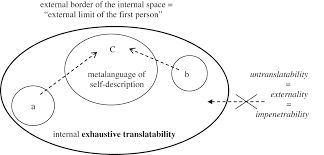 external border of the internal space =
“external limit of the first person”
C
metalanguage of
self-description
a
b
untranslatability
=
externality
=
impenetrability
internal exhaustive translatability